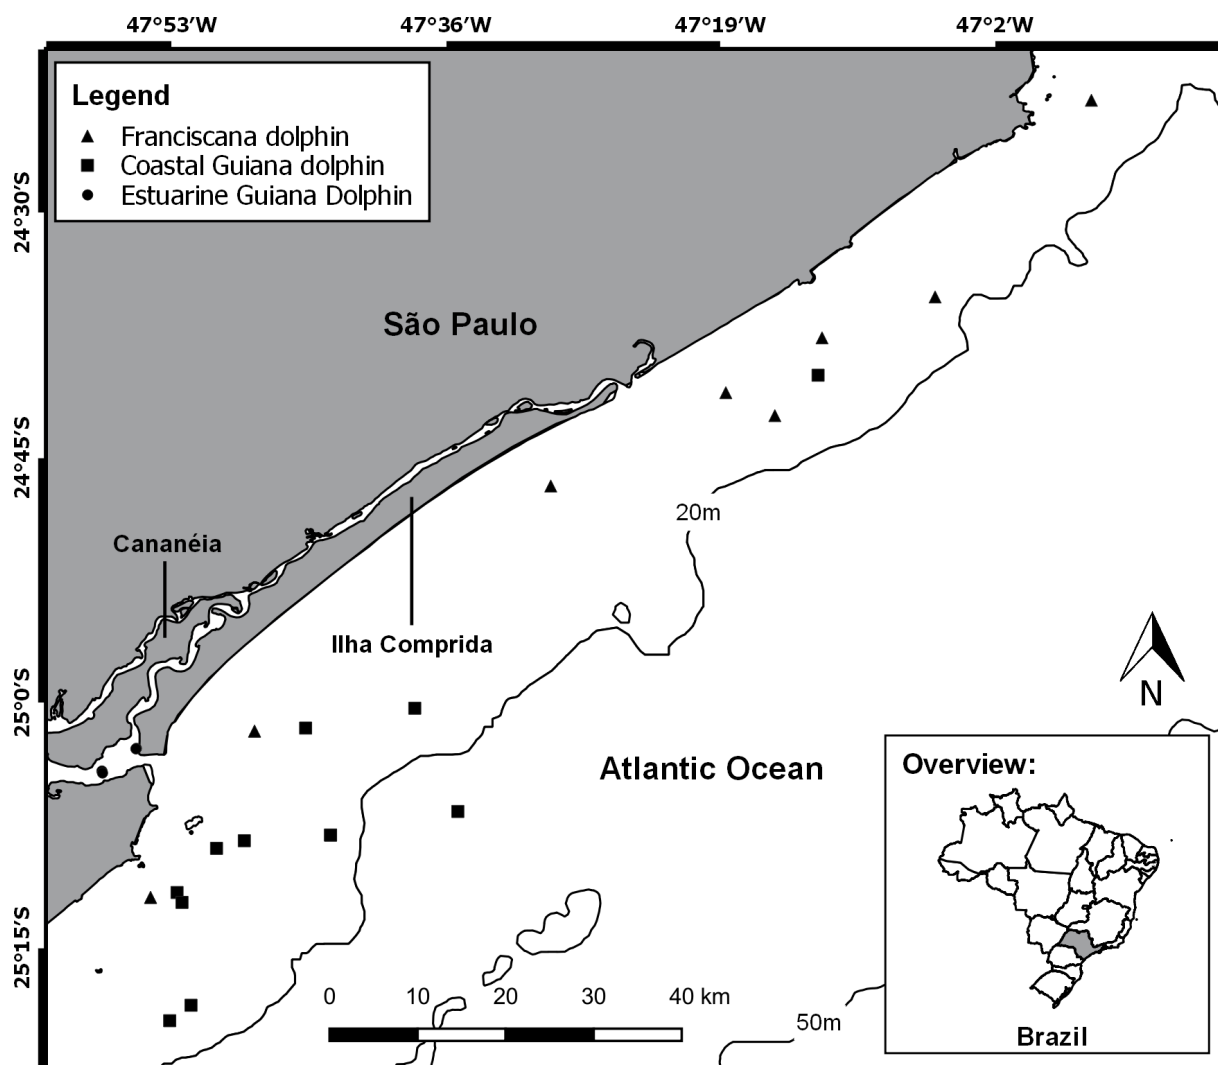 47°53′W 47°36′W 47°19′W 47°2′W
Legend
Franciscana dolphin
Coastal Guiana dolphin
Estuarine Guiana Dolphin
24°30′S
São Paulo
24°45′S
20m
Cananéia
Ilha Comprida
N
25°0′S
Atlantic Ocean
Overview:
25°15′S
0 10 20 30 40 km
50m
Brazil